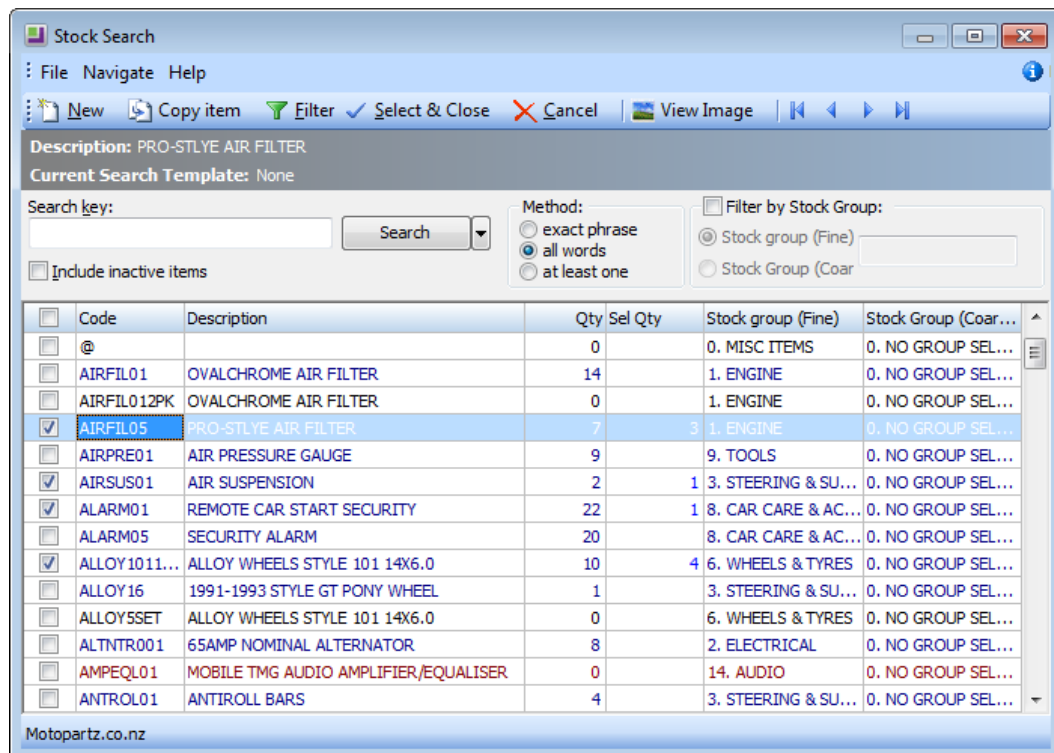 Stock Search
File Navigate Help
New Copy item Filter Select & Close Cancel View Image
Description: PRO-STLYE AIR FILTER
Current Search Template: None
Search key: Method: Filter by Stock Group:
Search exact phrase Stock group (Fine)
all words
Include inactive items at least one Stock Group (Coar
Code Description Qty Sel Qty Stock group (Fine) Stock Group (Coar...
@ 0 0. MISC ITEMS 0. NO GROUP SEL...
AIRFIL01 OVALCHROME AIR FILTER 14 1. ENGINE 0. NO GROUP SEL...
AIRFIL012PK OVALCHROME AIR FILTER 0 1. ENGINE 0. NO GROUP SEL...
AIRFIL05 PRO-STLYE AIR FILTER 7 3 1. ENGINE 0. NO GROUP SEL...
AIRPRE01 AIR PRESSURE GAUGE 9 9. TOOLS 0. NO GROUP SEL...
AIRSUS01 AIR SUSPENSION 2 1 3. STEERING & SU... 0. NO GROUP SEL...
ALARM01 REMOTE CAR START SECURITY 22 1 8. CAR CARE & AC... 0. NO GROUP SEL...
ALARM05 SECURITY ALARM 20 8. CAR CARE & AC... 0. NO GROUP SEL...
ALLOY1011... ALLOY WHEELS STYLE 101 14X6.0 10 4 6. WHEELS & TYRES 0. NO GROUP SEL...
ALLOY16 1991-1993 STYLE GT PONY WHEEL 1 3. STEERING & SU... 0. NO GROUP SEL...
ALLOY5SET ALLOY WHEELS STYLE 101 14X6.0 0 6. WHEELS & TYRES 0. NO GROUP SEL...
ALTNTR001 65AMP NOMINAL ALTERNATOR 8 2. ELECTRICAL 0. NO GROUP SEL...
AMPEQL01 MOBILE TMG AUDIO AMPLIFIER/EQUALISER 0 14. AUDIO 0. NO GROUP SEL...
ANTROL01 ANTIROLL BARS 4 3. STEERING & SU... 0. NO GROUP SEL...
Motopartz.co.nz